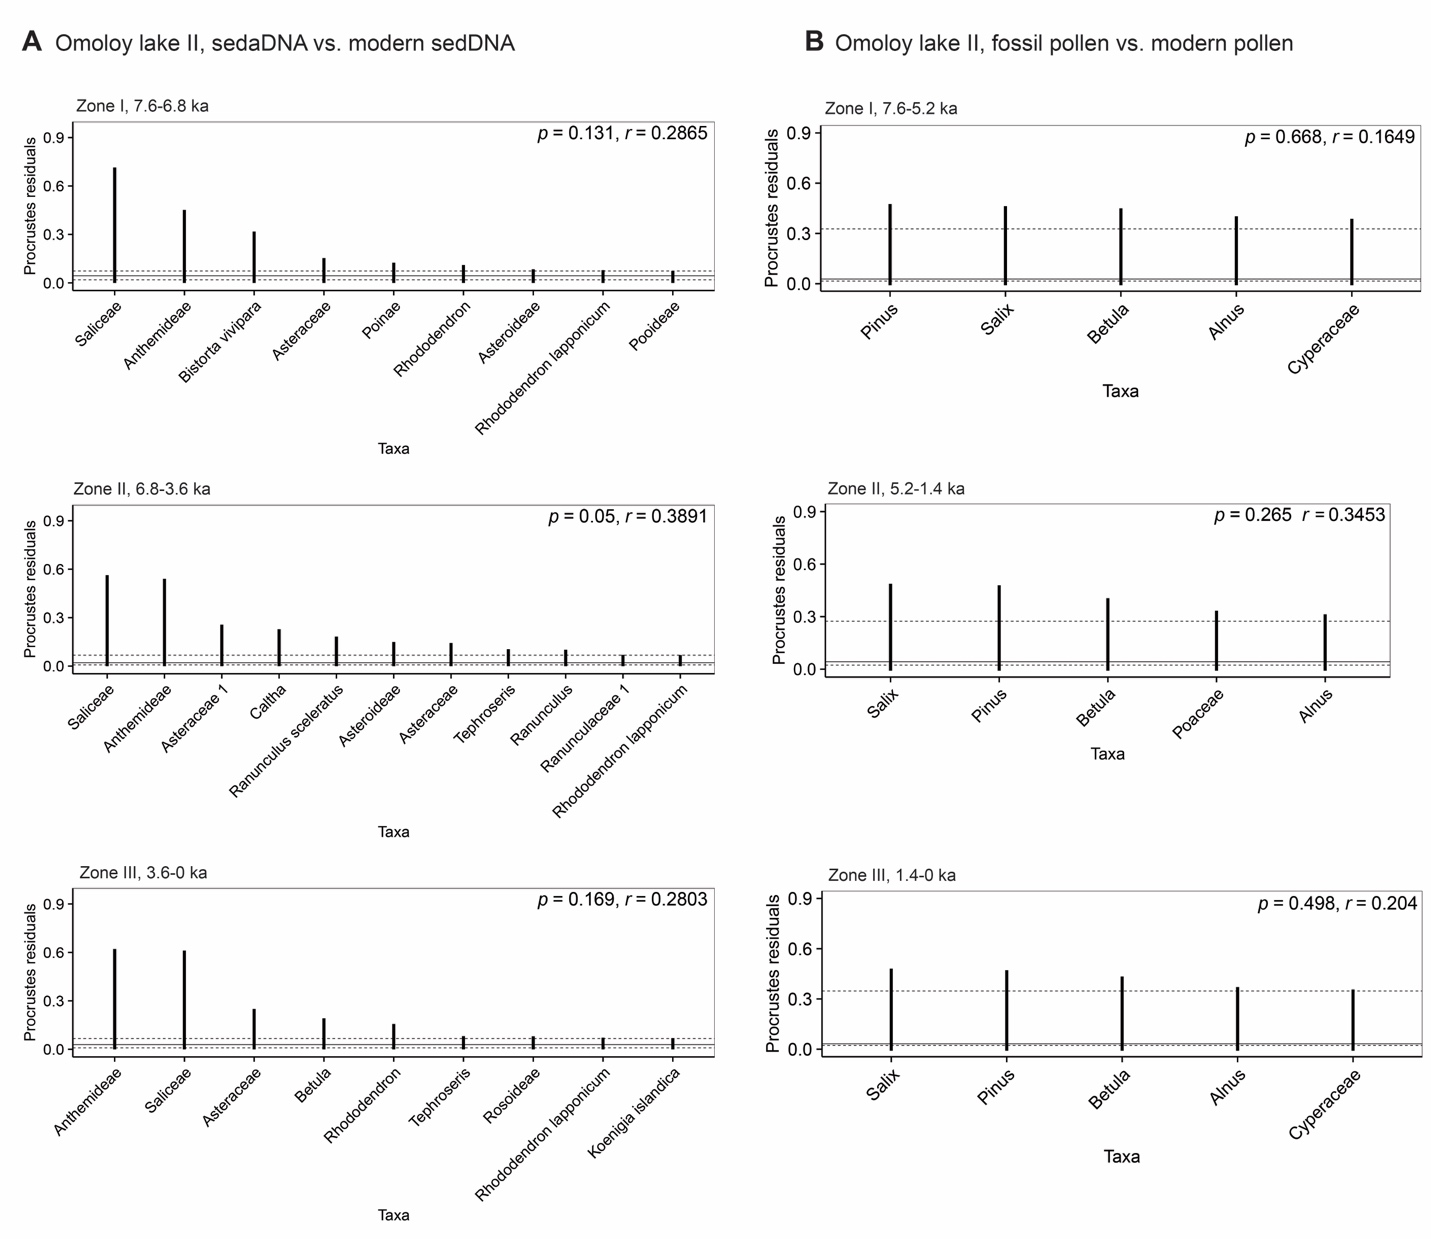 A Omoloy lake II, sedaDNA vs. modern sedDNA
Zone I, 7.6-6.8 ka
p = 0.131, r = 0.2865
Procrustes residuals
0.9
0.6
0.3
0.0
Saliceae
Anthemideae
Bistorta vivipara
Asteraceae
Poinae
Rhododendron
Asteroideae
Rhododendron lapponicum
Pooideae
Taxa
Zone II, 6.8-3.6 ka
p = 0.05, r = 0.3891
Procrustes residuals
0.9
0.6
0.3
0.0
Saliceae
Anthemideae
Asteraceae 1
Caltha
Ranunculus sceleratus
Asteroideae
Asteraceae
Tephroseris
Ranunculus
Ranunculaceae 1
Rhododendron lapponicum
Taxa
Zone III, 3.6-0 ka
p = 0.169, r = 0.2803
Procrustes residuals
0.9
0.6
0.3
0.0
Anthemideae
Saliceae
Asteraceae
Betula
Rhododendron
Tephroseris
Rosoideae
Rhododendron lapponicum
Koenigia islandica
Taxa
B Omoloy lake II, fossil pollen vs. modern pollen
Zone I, 7.6-5.2 ka
p = 0.668, r = 0.1649
Procrustes residuals
0.9
0.6
0.3
0.0
Pinus
Salix
Betula
Alnus
Cyperaceae
Taxa
Zone II, 5.2-1.4 ka
p = 0.265 r = 0.3453
Procrustes residuals
0.9
0.6
0.3
0.0
Salix
Pinus
Betula
Poaceae
Alnus
Taxa
Zone III, 1.4-0 ka
p = 0.498, r = 0.204
Procrustes residuals
0.9
0.6
0.3
0.0
Salix
Pinus
Betula
Alnus
Cyperaceae
Taxa